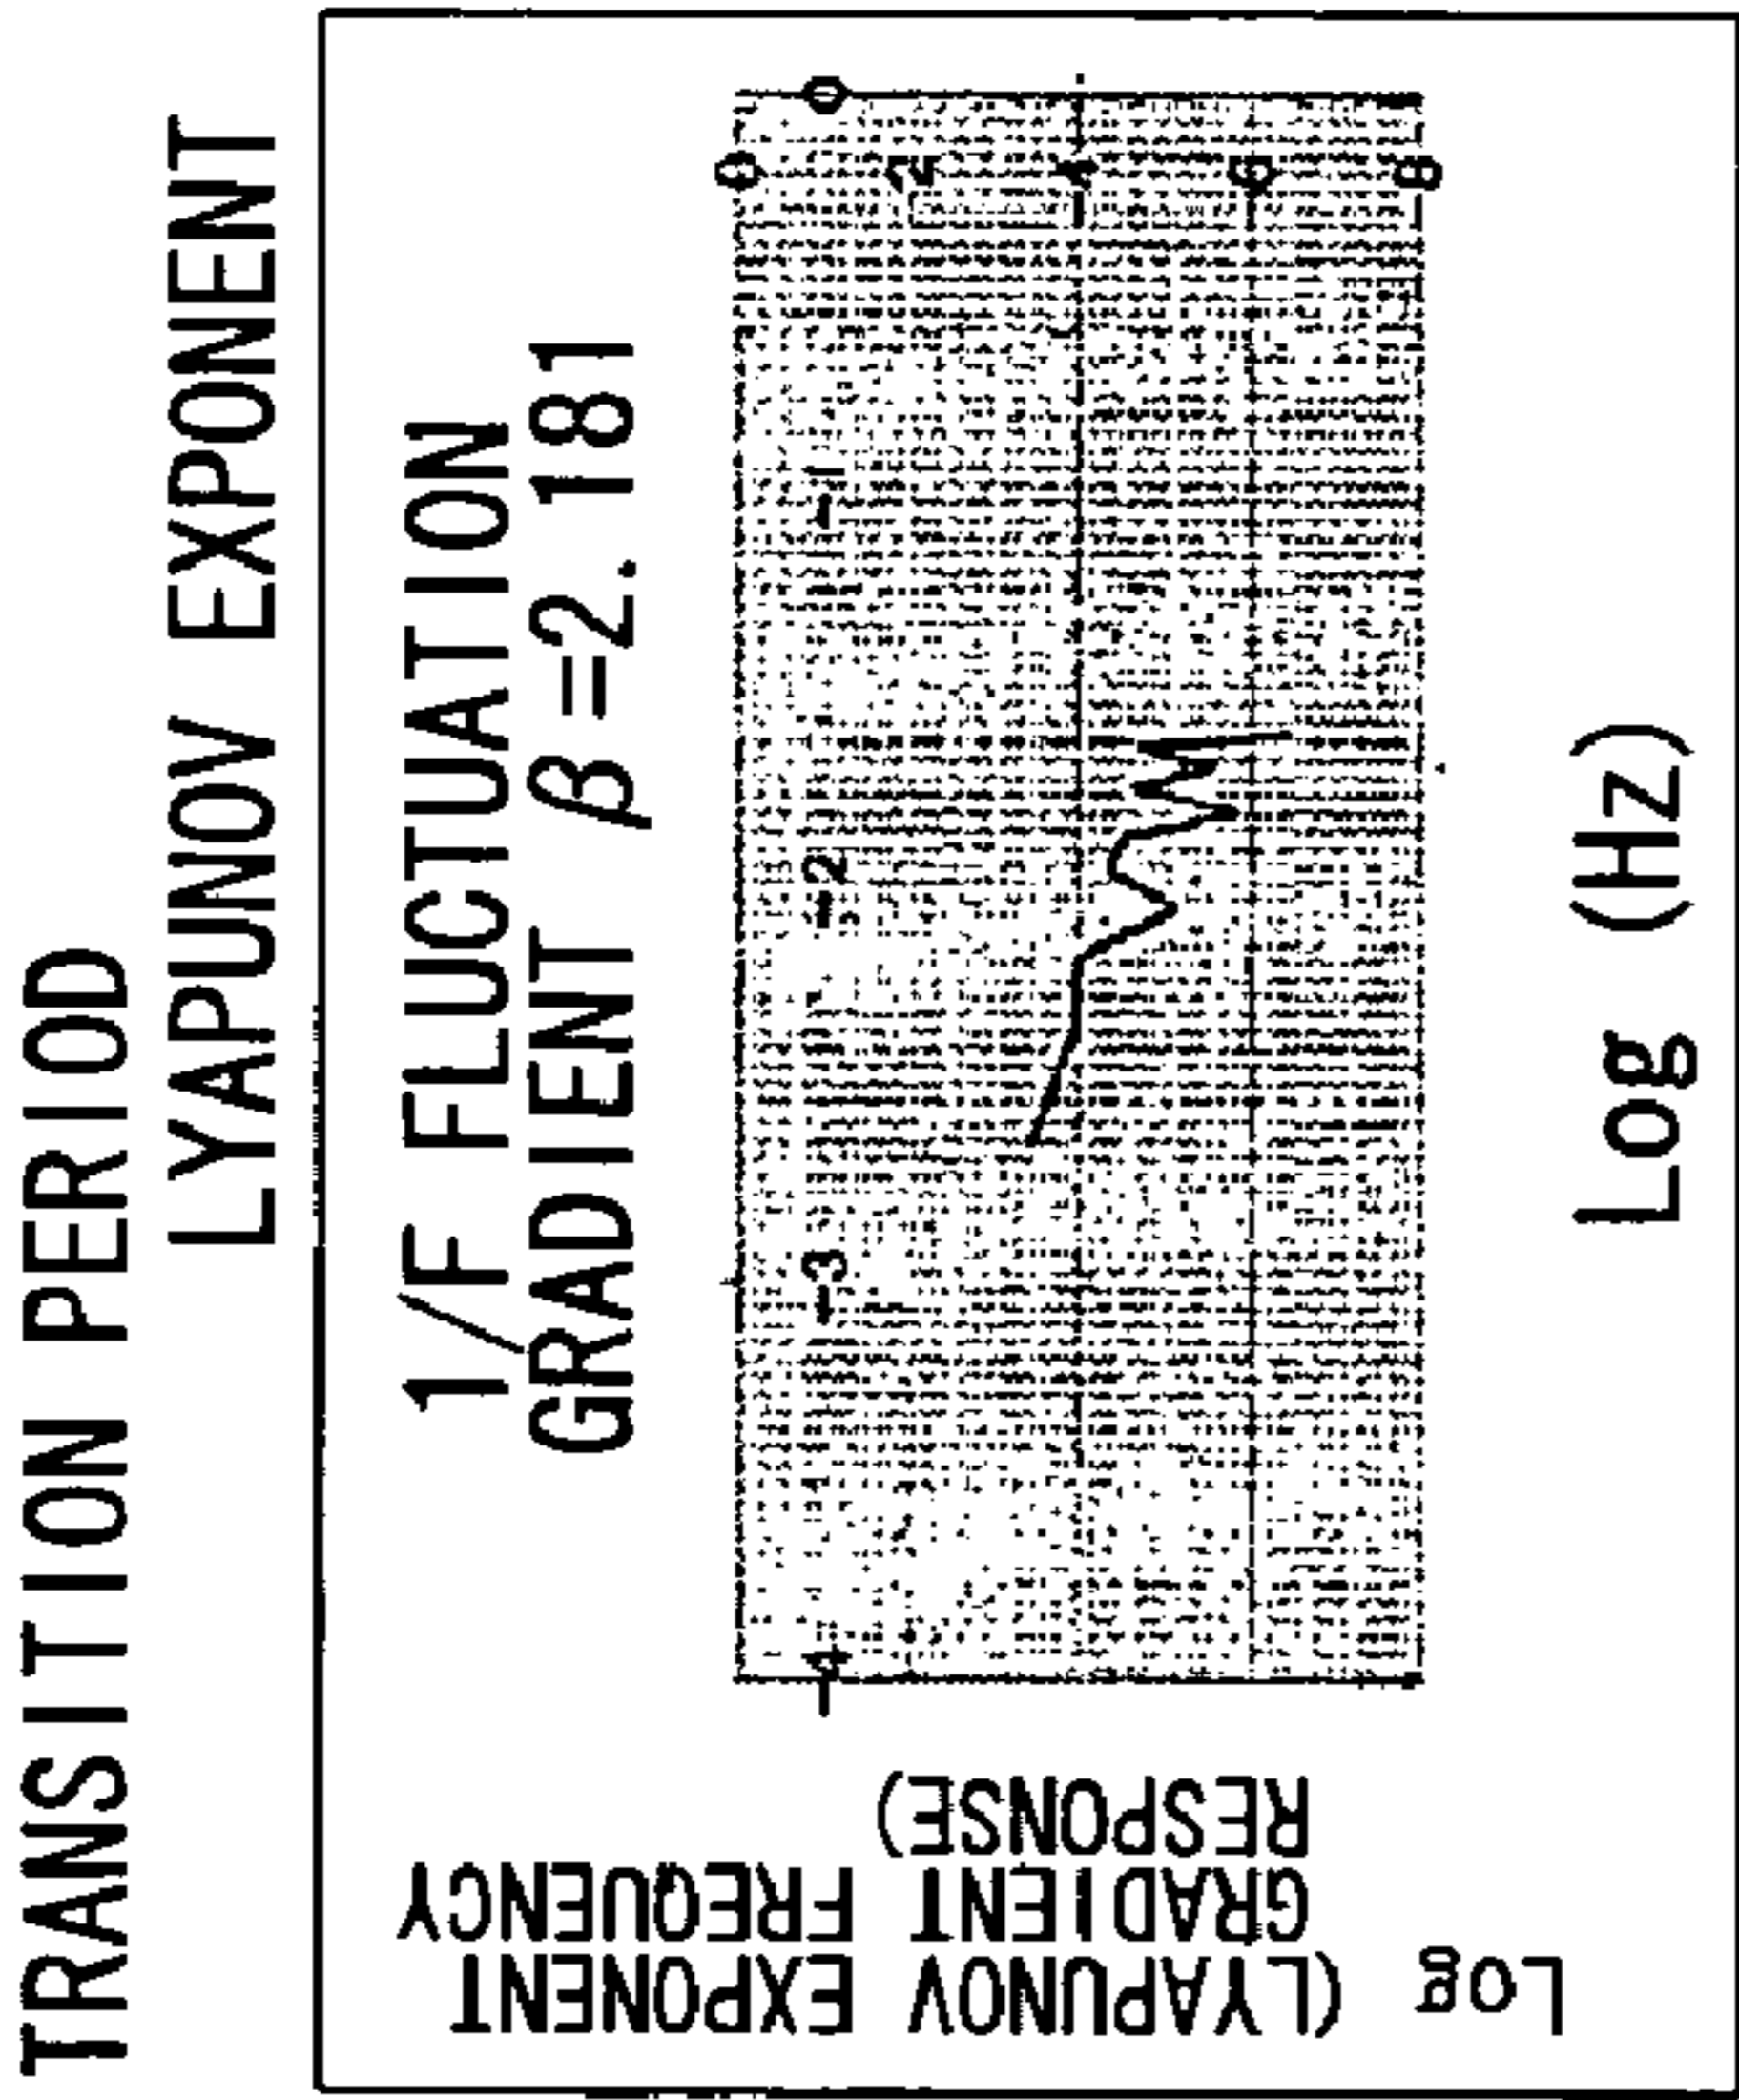 TRANSITION PERIOD
LYAPUNOV EXPONENT
1/F FLUCTUATION
GRADIENT β=2.181
0
-4 -3 -2 -1 0
-2
-4
-6
-8
Log (LYAPUNOV EXPONENT
GRADIENT FREQUENCY
RESPONSE)
Log (Hz)